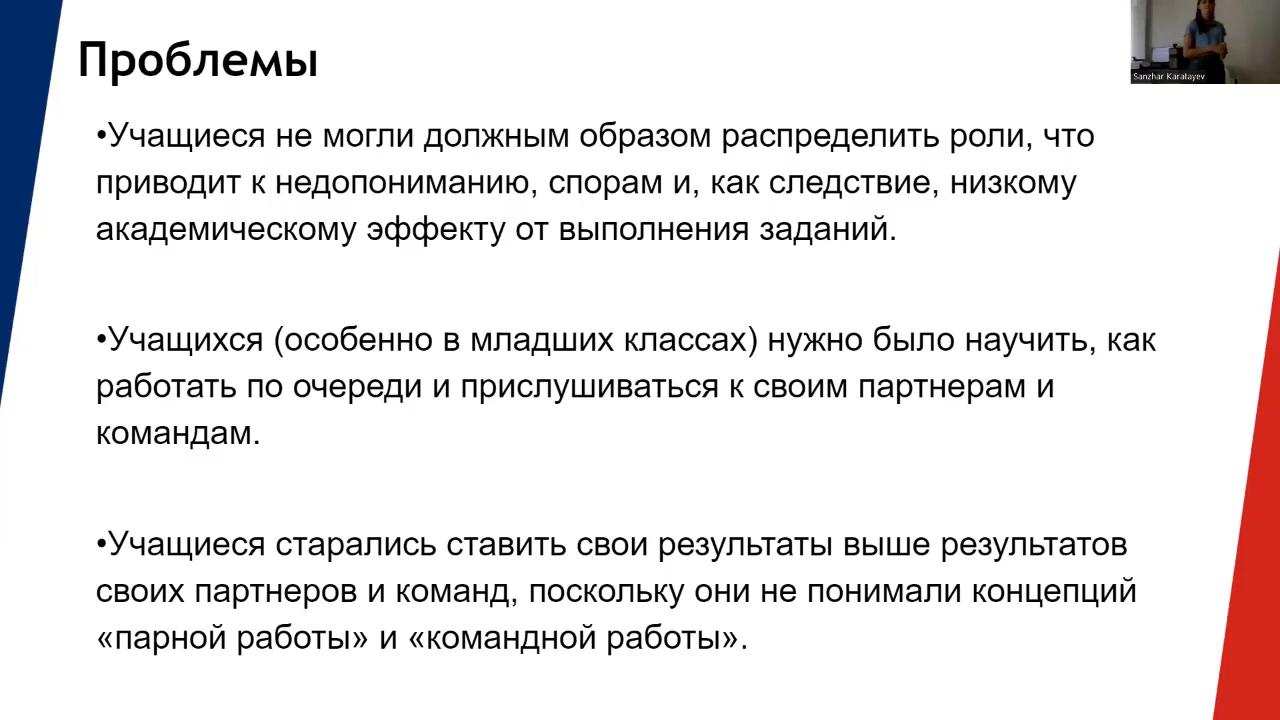 Проблемы
Sanzhar Karatayev
•Учащиеся не могли должным образом распределить роли, что
приводит к недопониманию, спорам и, как следствие, низкому
академическому эффекту от выполнения заданий.
•Учащихся (особенно в младших классах) нужно было научить, как
работать по очереди и прислушиваться к своим партнерам и
командам.
•Учащиеся старались ставить свои результаты выше результатов
своих партнеров и команд, поскольку они не понимали концепций
«парной работы» и «командной работы».